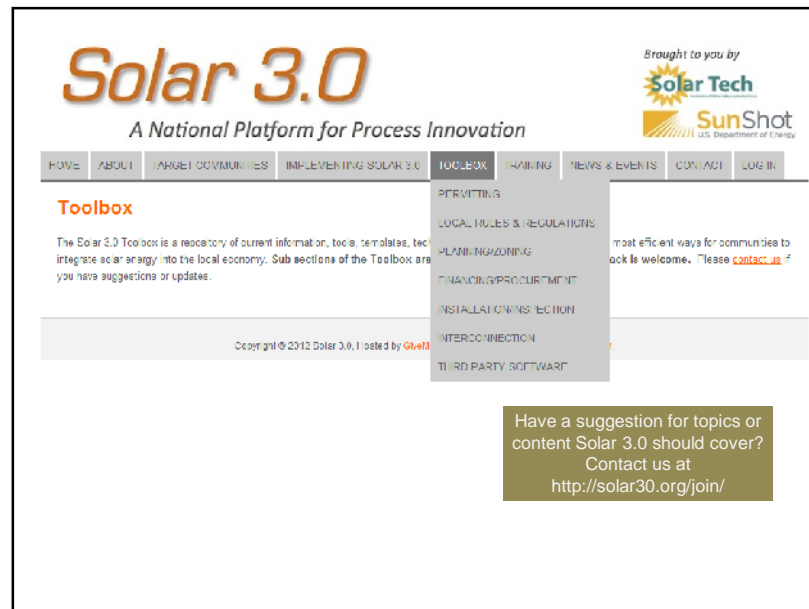 Solar 3.0
A National Platform for Process Innovation
Brought to you by
Solar Tech
SunShot
U.S. Department of Energy
HOME ABOUT TARGET COMMUNITIES IMPLEMENTING SOLAR 3.0 TOOLBOX TRAINING NEWS & EVENTS CONTACT LOG IN
PERMITTING
LOCAL RULES & REGULATIONS
PLANNING/ZONING
FINANCING/PROCUREMENT
INSTALLATION/INSPECTION
INTERCONNECTION
THIRD PARTY SOFTWARE
Toolbox
The Solar 3.0 Toolbox is a repository of current information, tools, templates, most efficient ways for communities to
integrate solar energy into the local economy. Sub sections of the Toolbox are back is welcome. Please contact us if
you have suggestions or updates.
Copyright © 2012 Solar 3.0, Hosted by
Have a suggestion for topics or
content Solar 3.0 should cover?
Contact us at
http://solar30.org/join/